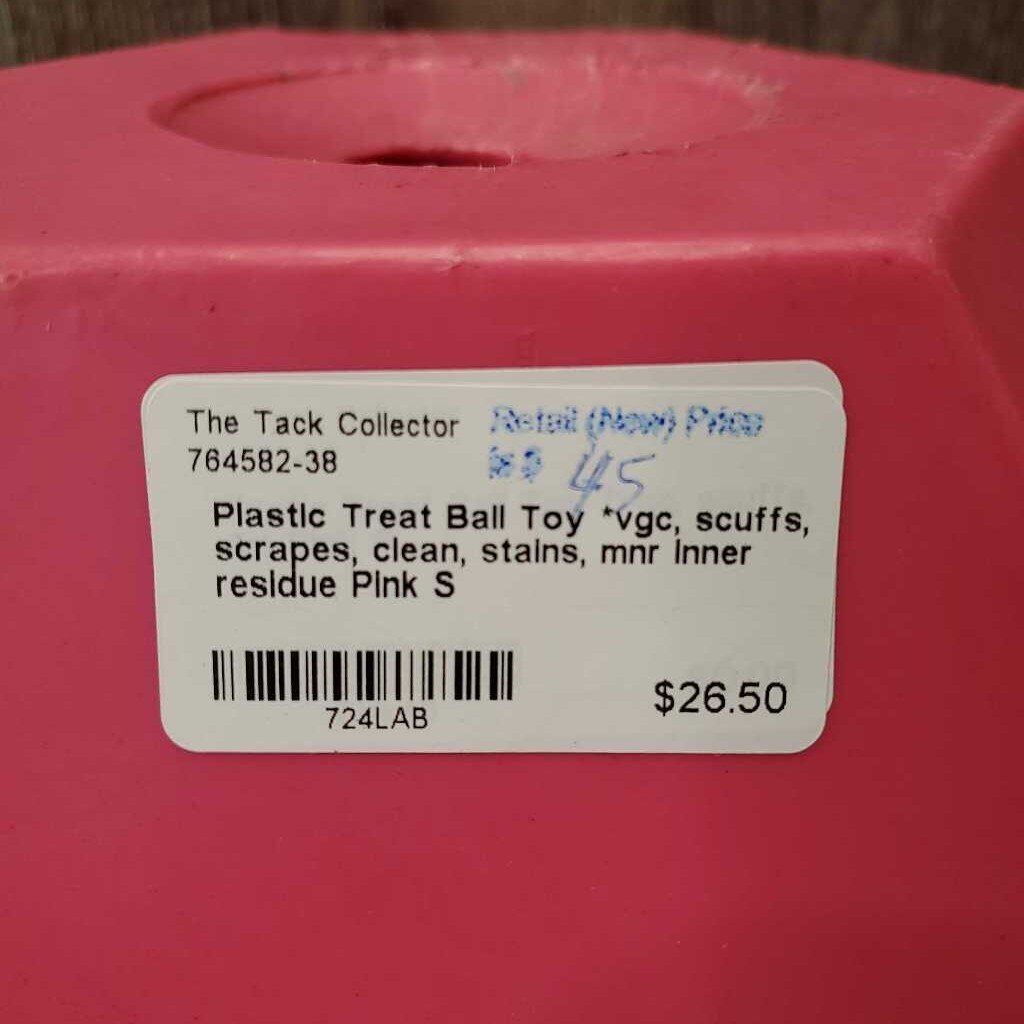 The Tack Collector
764582-38
Retail (New) Price
is $ 45
Plastic Treat Ball Toy *vgc, scuffs,
scrapes, clean, stains, mnr inner
residue Pink S
724LAB
$26.50